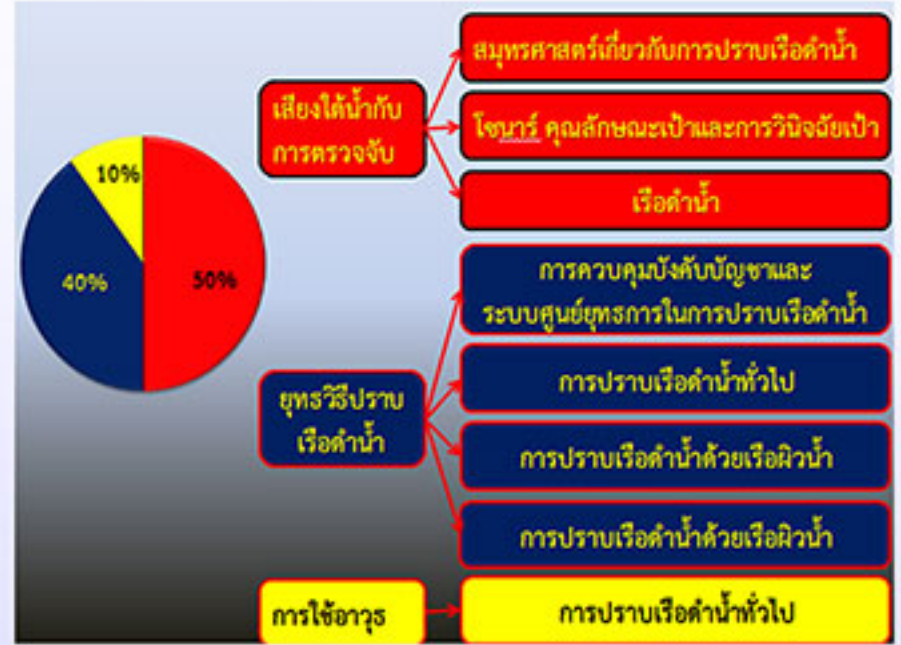 10%
40%
50%
เสียงใต้น้ำกับ
การตรวจจับ
สมุทรศาสตร์เกี่ยวกับการปราบเรือดำน้ำ
โซนาร์ คุณลักษณะเป้าและการวินิจฉัยเป้า
เรือดำน้ำ
ยุทธวิธีปราบ
เรือดำน้ำ
การควบคุมบังคับบัญชาและ
ระบบศูนย์ยุทธการในการปราบเรือดำน้ำ
การปราบเรือดำน้ำทั่วไป
การปราบเรือดำน้ำด้วยเรือผิวน้ำ
การปราบเรือดำน้ำด้วยเรือผิวน้ำ
การใช้อาวุธ
การปราบเรือดำน้ำทั่วไป